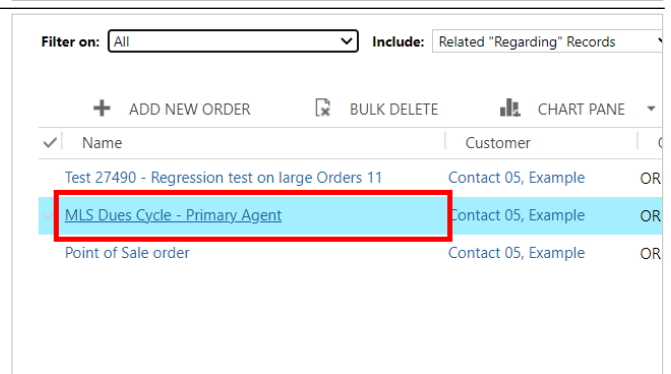 Filter on: All Include: Related "Regarding" Records
ADD NEW ORDER BULK DELETE CHART PANE
Name Customer
Test 27490 - Regression test on large Orders 11 Contact 05, Example OR
MLS Dues Cycle - Primary Agent Contact 05, Example OR
Point of Sale order Contact 05, Example OR